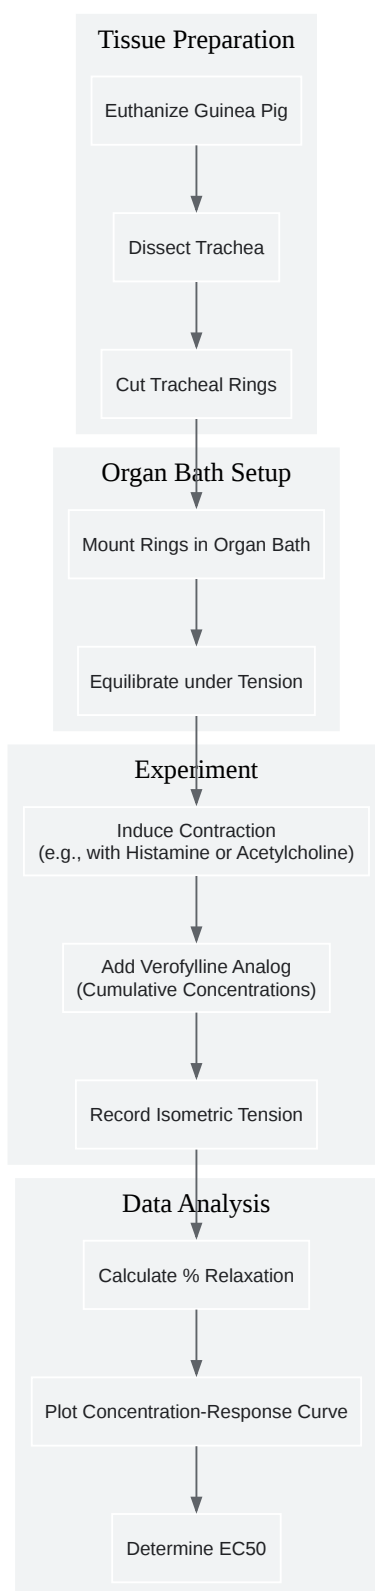 Tissue Preparation
Euthanize Guinea Pig
Dissect Trachea
Cut Tracheal Rings
Organ Bath Setup
Mount Rings in Organ Bath
Equilibrate under Tension
Experiment
Induce Contraction
(e.g., with Histamine or Acetylcholine)
Add Verofylline Analog
(Cumulative Concentrations)
Record Isometric Tension
Data Analysis
Calculate % Relaxation
Plot Concentration-Response Curve
Determine EC50